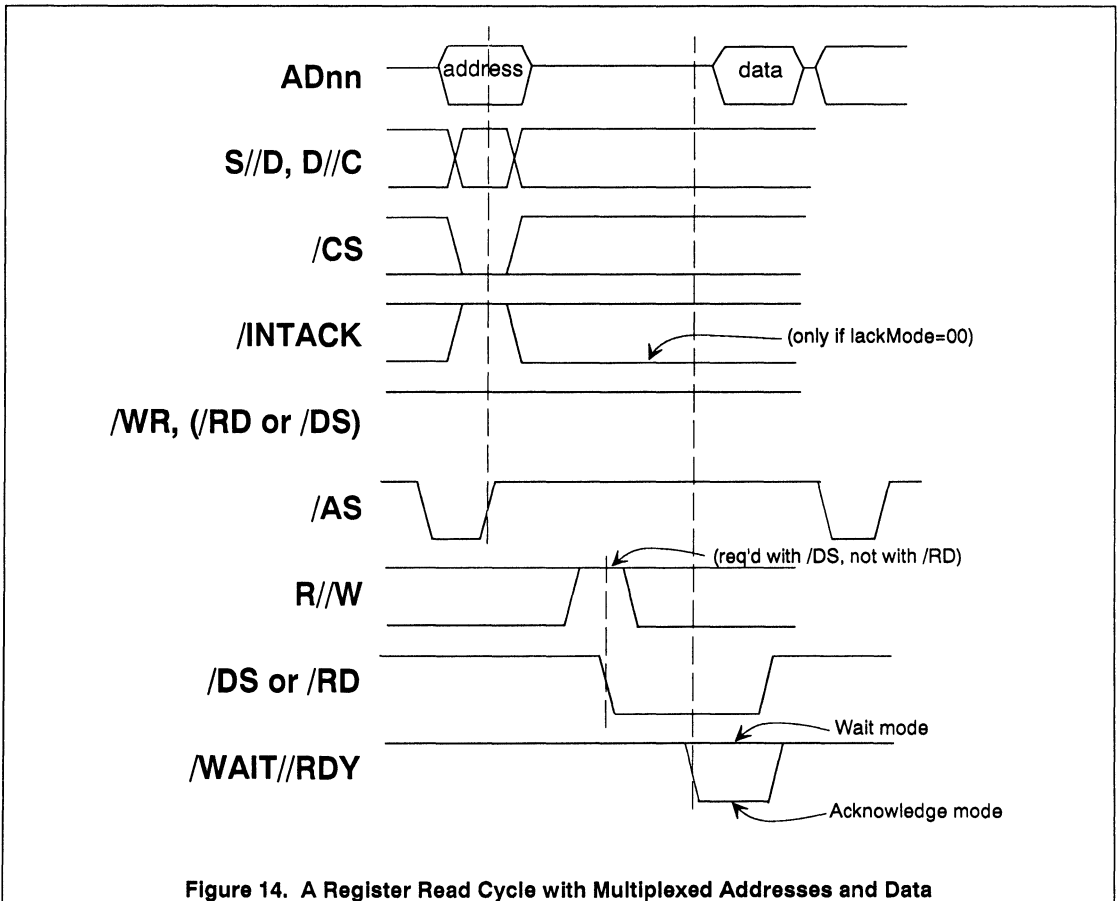 ADnn
address
data
S//D, D//C
/CS
/INTACK
(only if IackMode=00)
/WR, (/RD or /DS)
/AS
(req'd with /DS, not with /RD)
R//W
/DS or /RD
Wait mode
/WAIT//RDY
Acknowledge mode
Figure 14. A Register Read Cycle with Multiplexed Addresses and Data